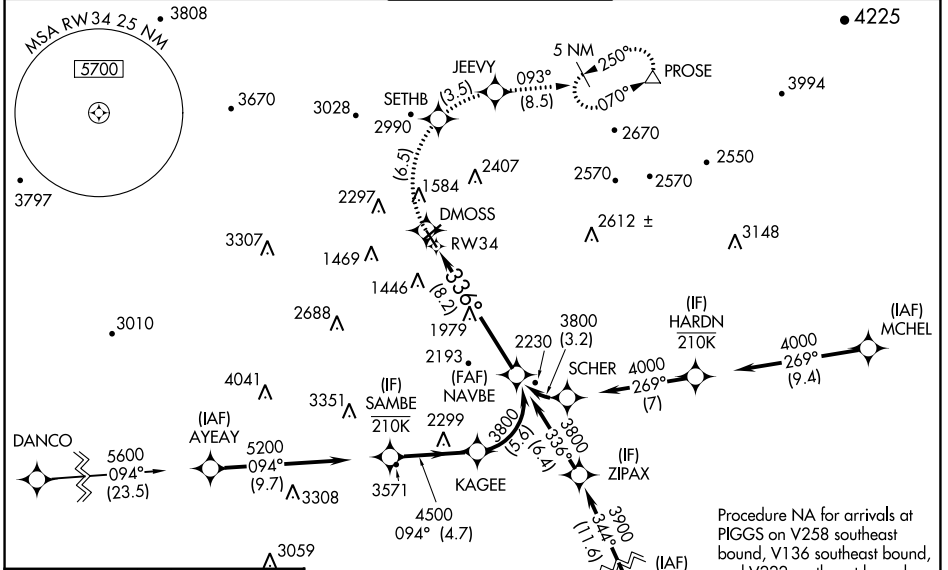 MSA RW34 25 NM
5700
3808
4225
5 NM
250°
JEEVY
093°
(8.5)
070°
PROSE
3994
3670
3028
SETHB
2990
(3.5)
2670
2550
2570
2570
3797
(6.5)
2407
1584
2297
DMOSS
RW34
2612 ±
3148
3307
1469
1446
336°
(8.2)
2688
1979
3010
2193
2230
3800
(3.2)
(IF)
HARDN
210K
(IAF)
MCHEL
(FAF)
NAVBE
SCHER
4000
269°
(7)
4000
269°
(9.4)
4041
3351
(IF)
SAMBE
210K
2299
3800
(5.6)
3800
336°
(6.4)
(IAF)
AYEAY
DANCO
5600
094°
(23.5)
5200
094°
(9.7)
3308
3571
KAGEE
(IF)
ZIPAX
4500
094° (4.7)
3900
344°
(11.6)
3059
(IAF)
Procedure NA for arrivals at
PIGGS on V258 southeast
bound, V136 southeast bound,